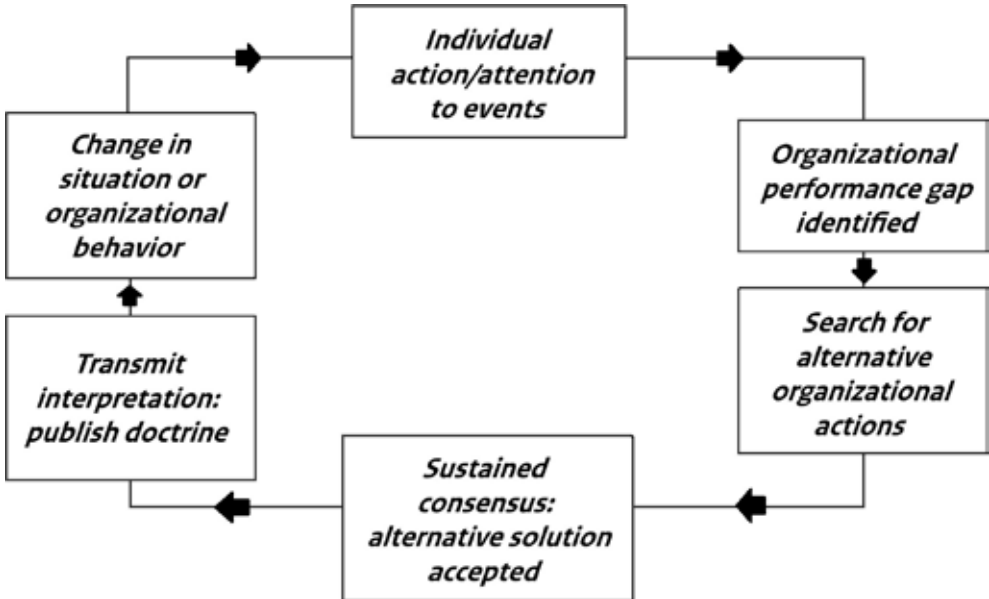 Individual
action/attention
to events
Organizational
performance gap
identified
Search for
alternative
organizational
actions
Sustained
consensus:
alternative solution
accepted
Transmit
interpretation:
publish doctrine
Change in
situation or
organizational
behavior